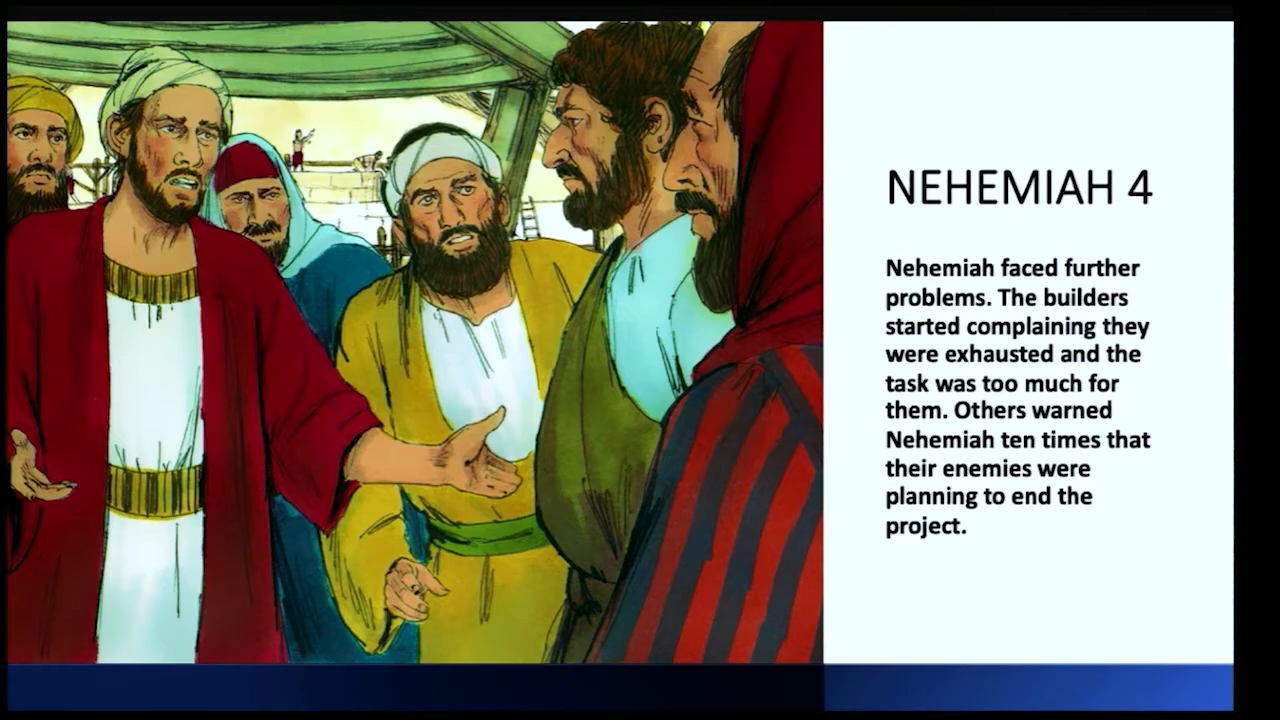 NEHEMIAH 4
Nehemiah faced further
problems. The builders
started complaining they
were exhausted and the
task was too much for
them. Others warned
Nehemiah ten times that
their enemies were
planning to end the
project.